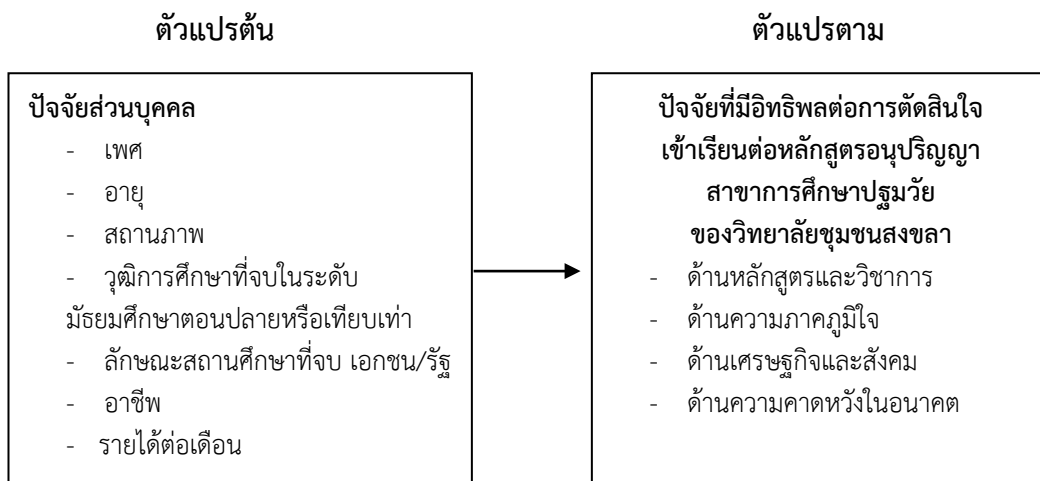 ตัวแปรต้น
ปัจจัยส่วนบุคคล
- เพศ
- อายุ
- สถานภาพ
- วุฒิการศึกษาที่จบในระดับ
มัธยมศึกษาตอนปลายหรือเทียบเท่า
- ลักษณะสถานศึกษาที่จบ เอกชน/รัฐ
- อาชีพ
- รายได้ต่อเดือน
ตัวแปรตาม
ปัจจัยที่มีอิทธิพลต่อการตัดสินใจ
เข้าเรียนต่อหลักสูตรอนุปริญญา
สาขาการศึกษาปฐมวัย
ของวิทยาลัยชุมชนสงขลา
- ด้านหลักสูตรและวิชาการ
- ด้านความภาคภูมิใจ
- ด้านเศรษฐกิจและสังคม
- ด้านความคาดหวังในอนาคต